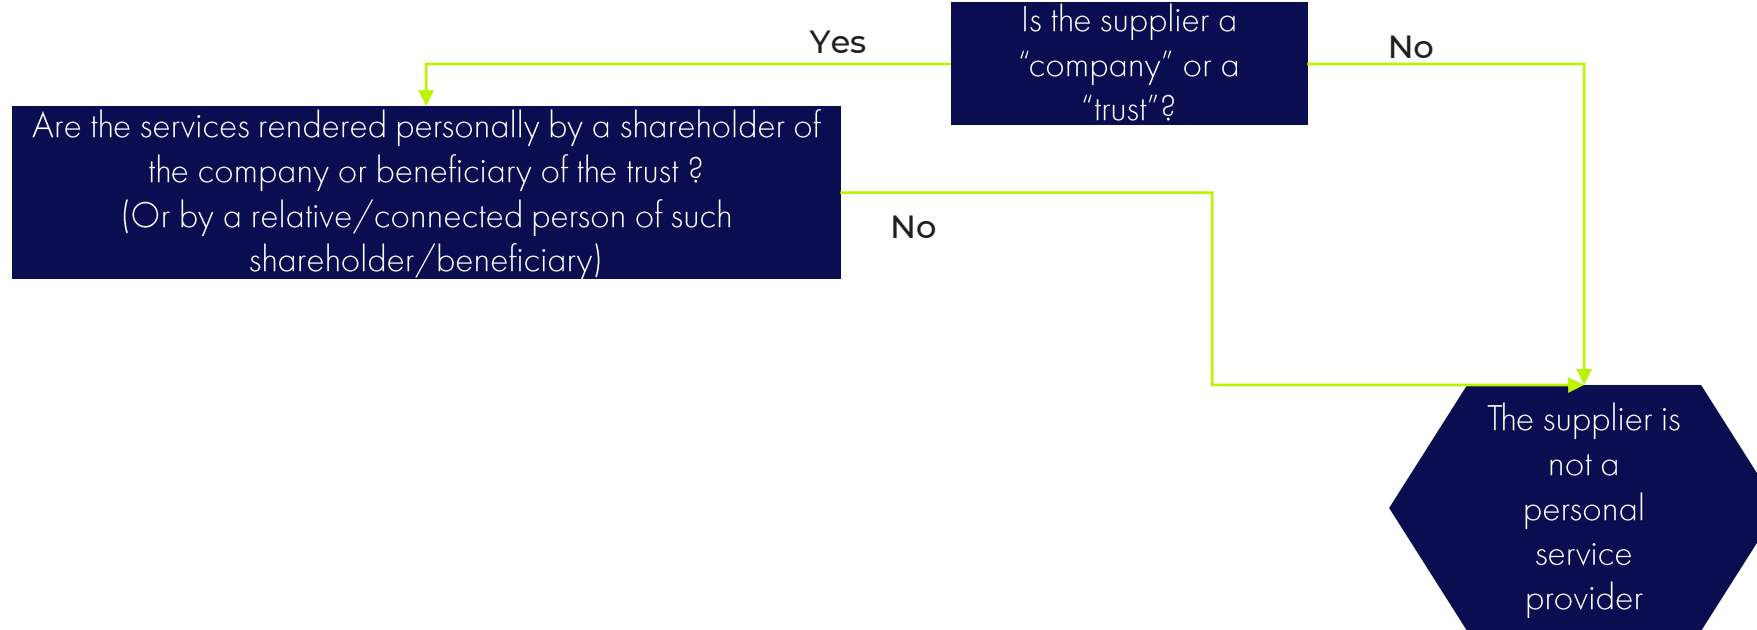 Is the supplier a
“company” or a
“trust”?
Yes
No
Are the services rendered personally by a shareholder of
the company or beneficiary of the trust ?
(Or by a relative/connected person of such
shareholder/beneficiary)
No
The supplier is
not a
personal
service
provider